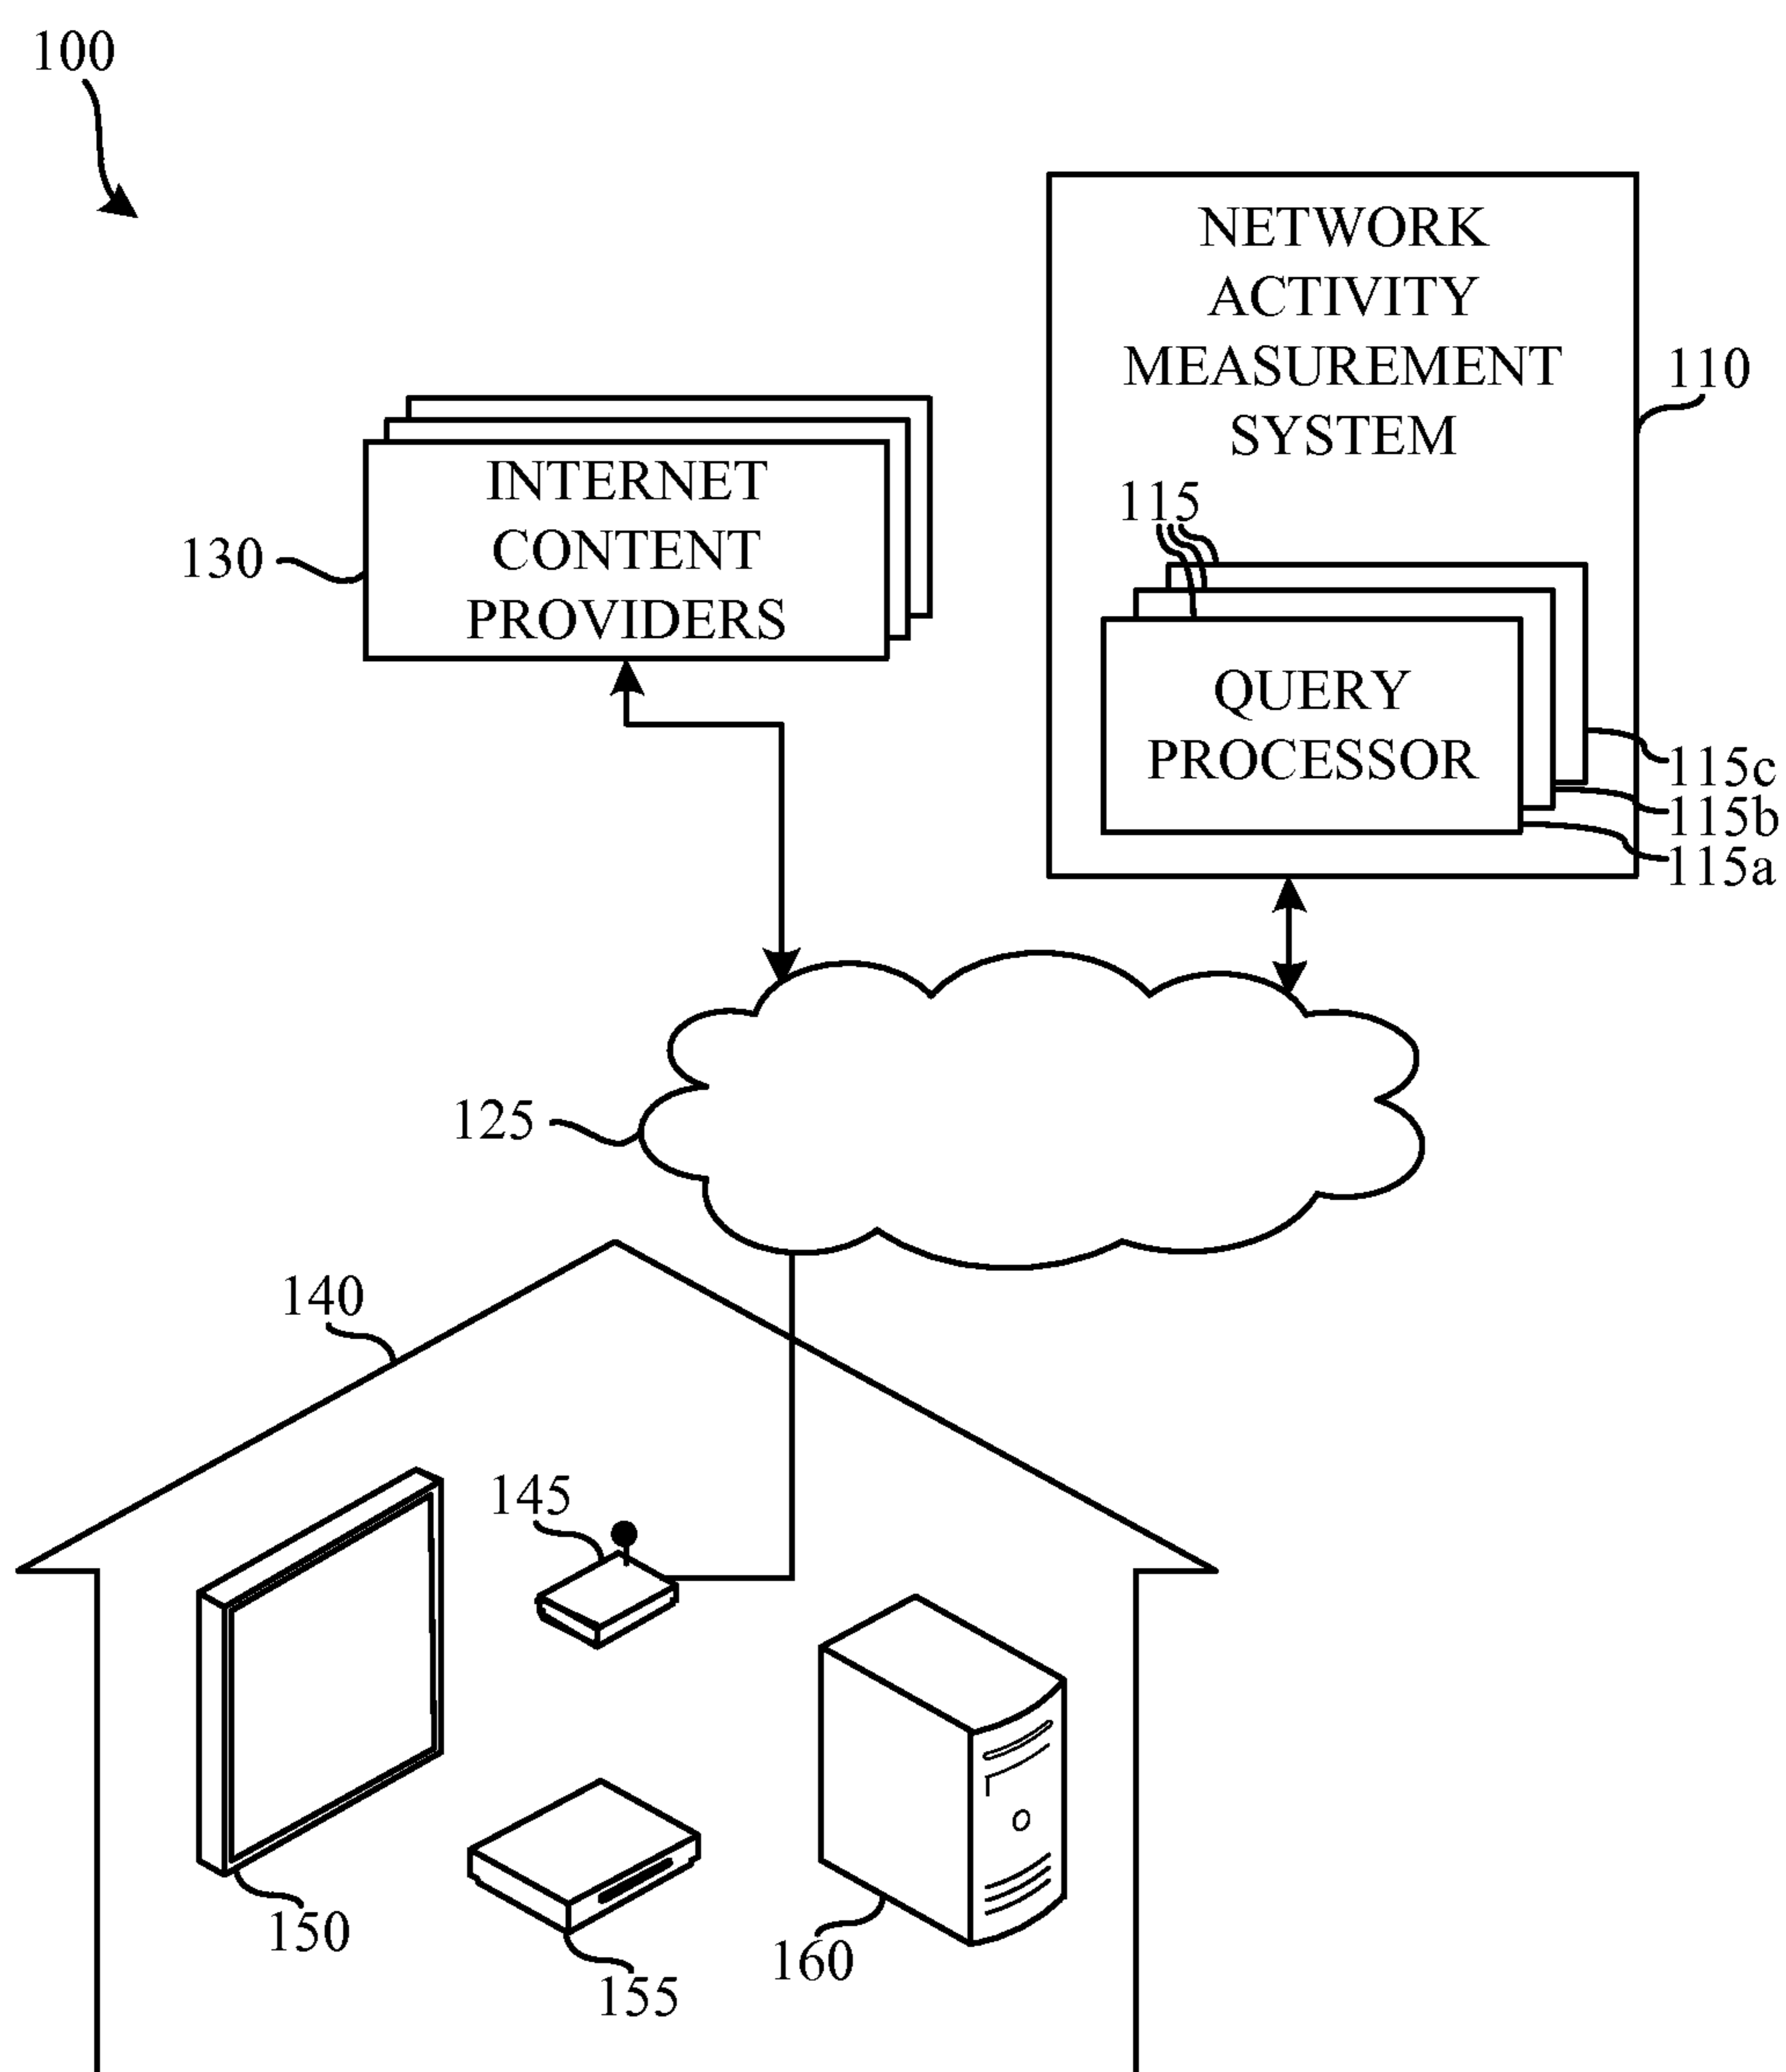 100
NETWORK
ACTIVITY
MEASUREMENT
SYSTEM
110
INTERNET
CONTENT
PROVIDERS
130
115
QUERY
PROCESSOR
115c
115b
115a
125
140
145
150
155
160